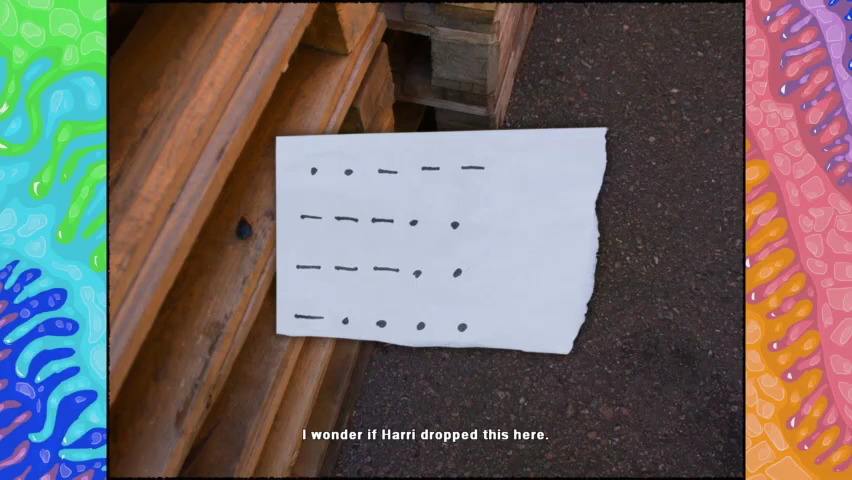 • • — — —
— — — • •
— — — • •
— • • • •
I wonder if Harri dropped this here.